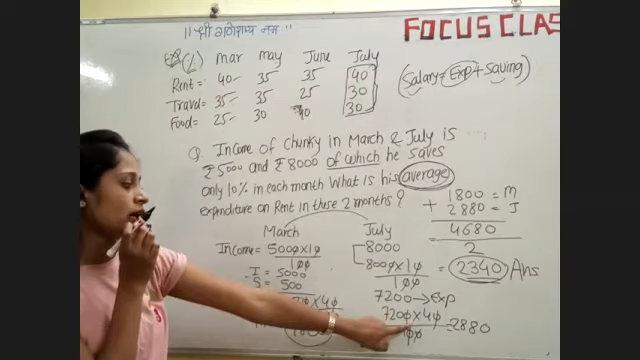 ॥ श्री गणेशाय नमः ॥
FOCUS CLAS
(%) Mar May June July
Rent = 40 35 35 40
Travel = 35 35 25 30
Food = 25 30 40 30
(Salary = Exp + Saving)
Q Income of Chunky in March & July is
₹5000 and ₹8000 of which he saves
only 10% in each month What is his average
expenditure on Rent in these 2 months?
1800 = M
+ 2880 = J
4680
2
2340 Ans
March
Income = 5000×10
100
I = 5000
S = 500
×40
July
8000
8000×10
100
7200 → Exp
7200×40
100
=2880